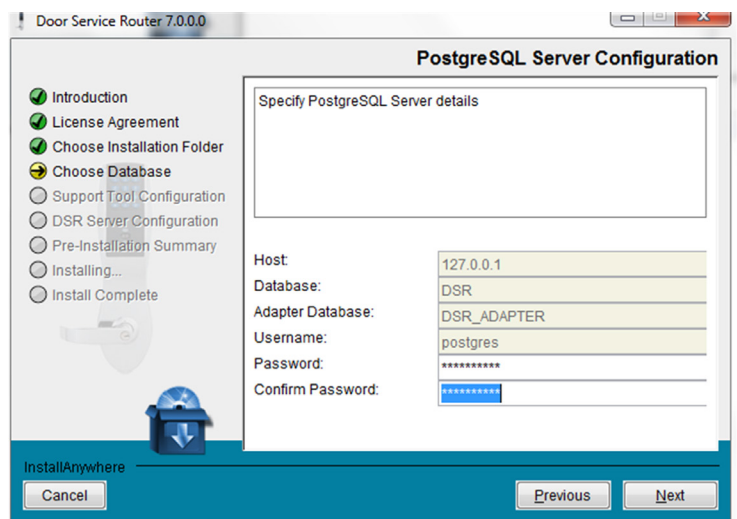 Door Service Router 7.0.0.0
PostgreSQL Server Configuration
Introduction
License Agreement
Choose Installation Folder
Choose Database
Support Tool Configuration
DSR Server Configuration
Pre-Installation Summary
Installing...
Install Complete
Specify PostgreSQL Server details
Host: 127.0.0.1
Database: DSR
Adapter Database: DSR_ADAPTER
Username: postgres
Password: **********
Confirm Password: **********
InstallAnywhere
Cancel Previous Next